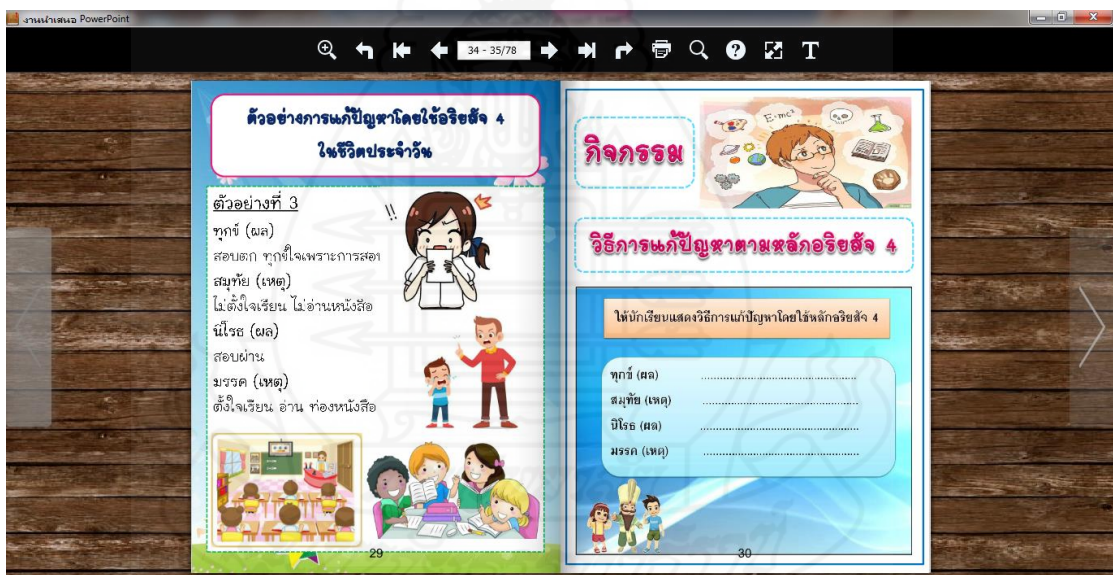 งานนำเสนอ PowerPoint
34 - 35/78
ตัวอย่างการแก้ปัญหาโดยใช้อริยสัจ 4
ในชีวิตประจำวัน
ตัวอย่างที่ 3
ทุกข์ (ผล)
สอบตก ทุกข์ใจเพราะการสอบ
สมุทัย (เหตุ)
ไม่ตั้งใจเรียน ไม่อ่านหนังสือ
นิโรธ (ผล)
สอบผ่าน
มรรค (เหตุ)
ตั้งใจเรียน อ่าน ท่องหนังสือ
29
กิจกรรม
E=mc²
วิธีการแก้ปัญหาตามหลักอริยสัจ 4
ให้นักเรียนแสดงวิธีการแก้ปัญหาโดยใช้หลักอริยสัจ 4
ทุกข์ (ผล) ..................................................
สมุทัย (เหตุ) ..................................................
นิโรธ (ผล) ..................................................
มรรค (เหตุ) ..................................................
30